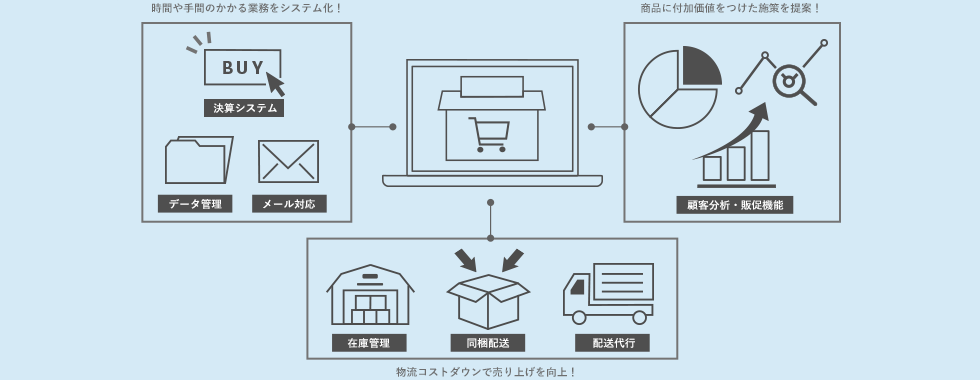 時間や手間のかかる業務をシステム化！
商品に付加価値をつけた施策を提案！
BUY
決算システム
データ管理
メール対応
顧客分析・販促機能
在庫管理
同梱配送
配送代行
物流コストダウンで売り上げを向上！